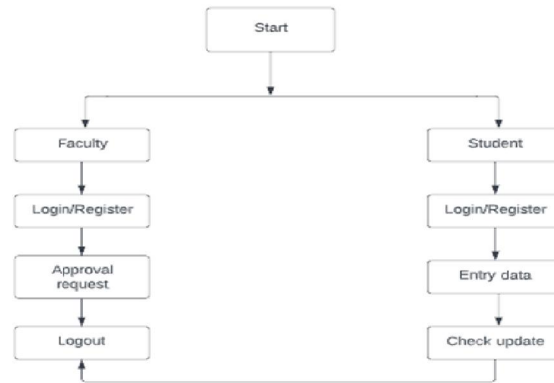 Start
Faculty
Student
Login/Register
Login/Register
Approval
request
Entry data
Logout
Check update